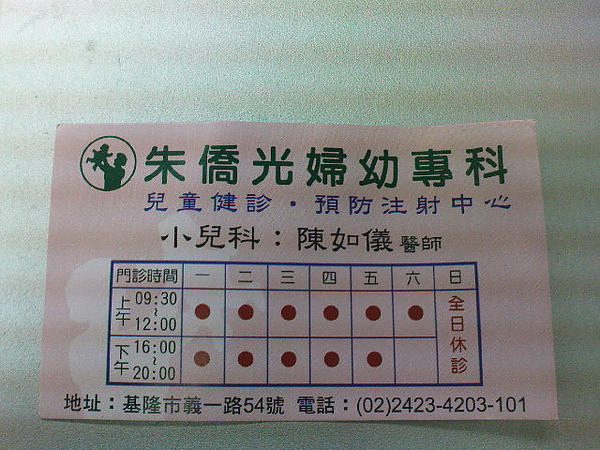 朱僑光婦幼專科
兒童健診・預防注射中心
小兒科：陳如儀 醫師
門診時間 一 二 三 四 五 六 日
上午 09:30~12:00 ● ● ● ● ● ● 全日休診
下午 16:00~20:00 ● ● ● ● ●
地址：基隆市義一路54號 電話：(02)2423-4203-101